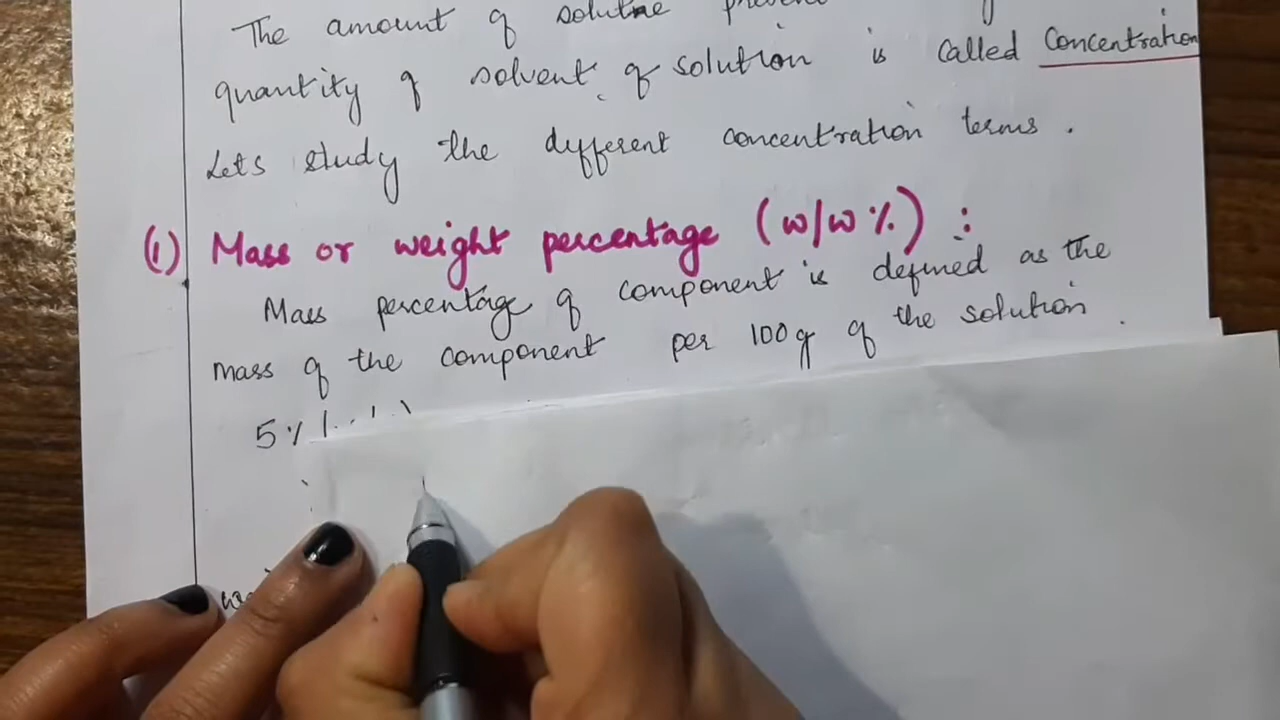 The amount of solute present
quantity of solvent of solution is called Concentration
Lets study the different concentration terms.
(1) Mass or weight percentage (w/w%) :
Mass percentage of component is defined as the
mass of the component per 100g of the solution.
5%